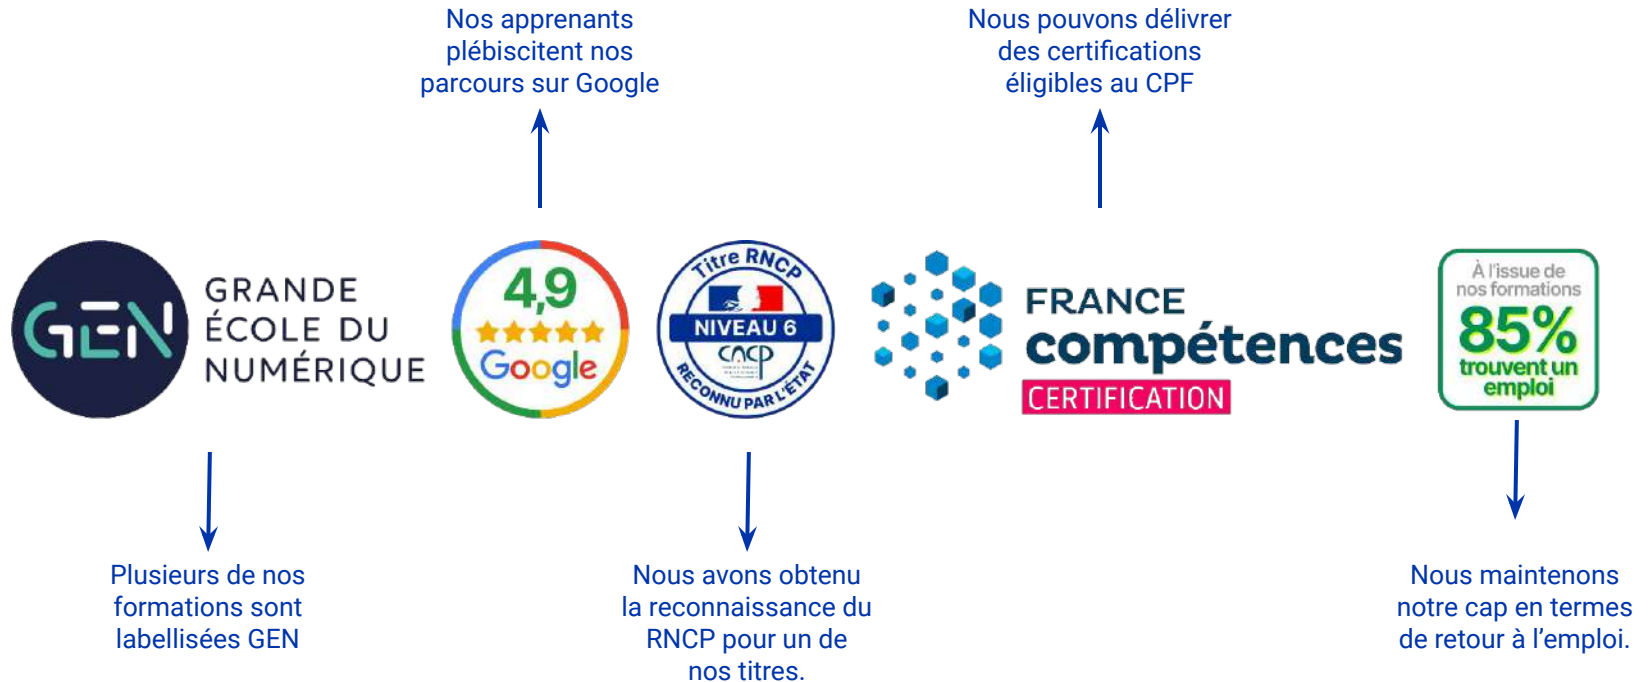 Nos apprenants
plébiscitent nos
parcours sur Google
Nous pouvons délivrer
des certifications
éligibles au CPF
GEN
GRANDE
ÉCOLE DU
NUMÉRIQUE
4,9
Google
Titre RNCP
NIVEAU 6
CNCP
RECONNU PAR L'ÉTAT
FRANCE
compétences
CERTIFICATION
À l'issue de
nos formations
85%
trouvent un
emploi
Plusieurs de nos
formations sont
labellisées GEN
Nous avons obtenu
la reconnaissance du
RNCP pour un de
nos titres.
Nous maintenons
notre cap en termes
de retour à l’emploi.